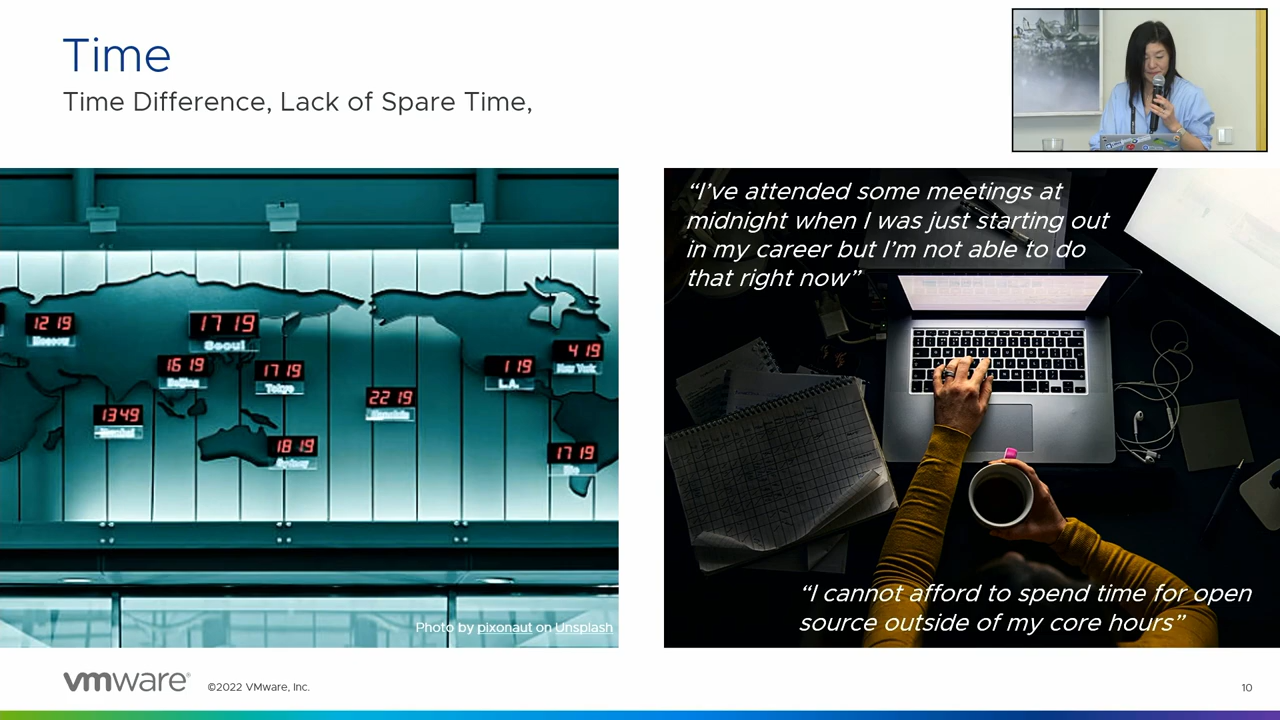 Time
Time Difference, Lack of Spare Time,
12 19
Moscow
17 19
Seoul
16 19
Beijing
17 19
Tokyo
13 49
22 19
1 19
L.A.
4 19
New York
18 19
Sydney
17 19
Rio
Photo by pixonaut on Unsplash
“I’ve attended some meetings at
midnight when I was just starting out
in my career but I’m not able to do
that right now”
“I cannot afford to spend time for open
source outside of my core hours”
vmware®
©2022 VMware, Inc.
10